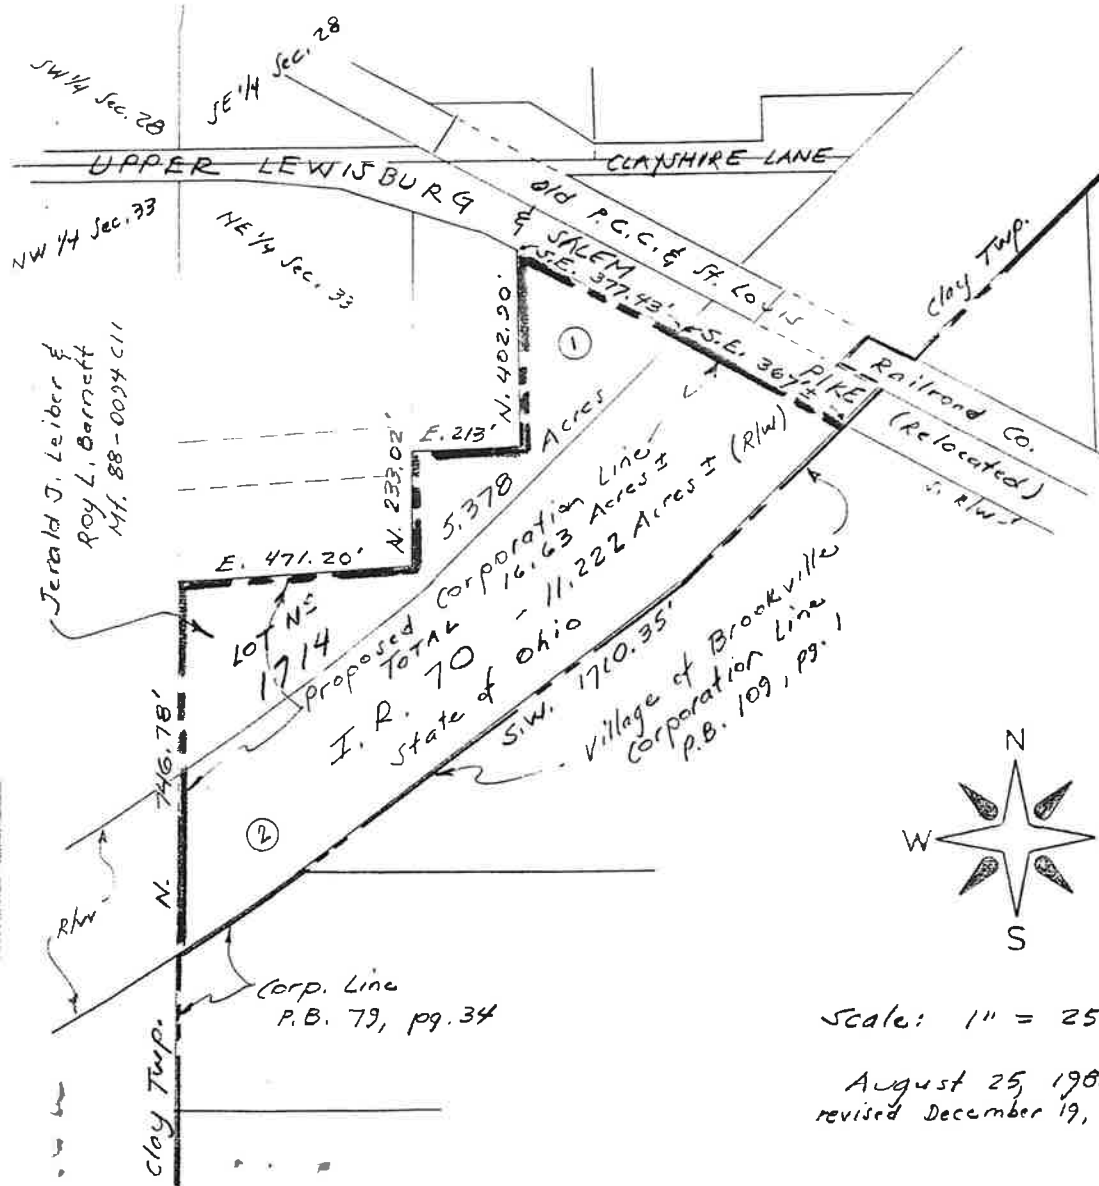 SW 1/4 Sec. 28
SE 1/4 Sec. 28
UPPER LEWISBURG
& SALEM
PIKE
CLAYSHIRE LANE
old P.C.C. & St. Louis
Railroad Co.
(Relocated)
S. R/W
Clay Twp.
NW 1/4 Sec. 33
NE 1/4 Sec. 33
S.E. 377.43'
S.E. 367'±
N. 402.90'
1
E. 213'
N. 233.02'
E. 471.20'
5.378 Acres
Jerald J. Leiber &
Roy L. Barnett
Mf. 88-0094 C11
LOT Nº
1714
proposed Corporation Line
TOTAL 16.63 Acres ±
I. R. 70 - 11.222 Acres ± (R/W)
State of Ohio
S.W. 1710.35'
Village of Brookville
Corporation Line
P.B. 109, pg. 1
N. 746.78'
2
R/W
Corp. Line
P.B. 79, pg. 34
Clay Twp.
N
W
S
Scale: 1" = 25
August 25, 198
revised December 19,